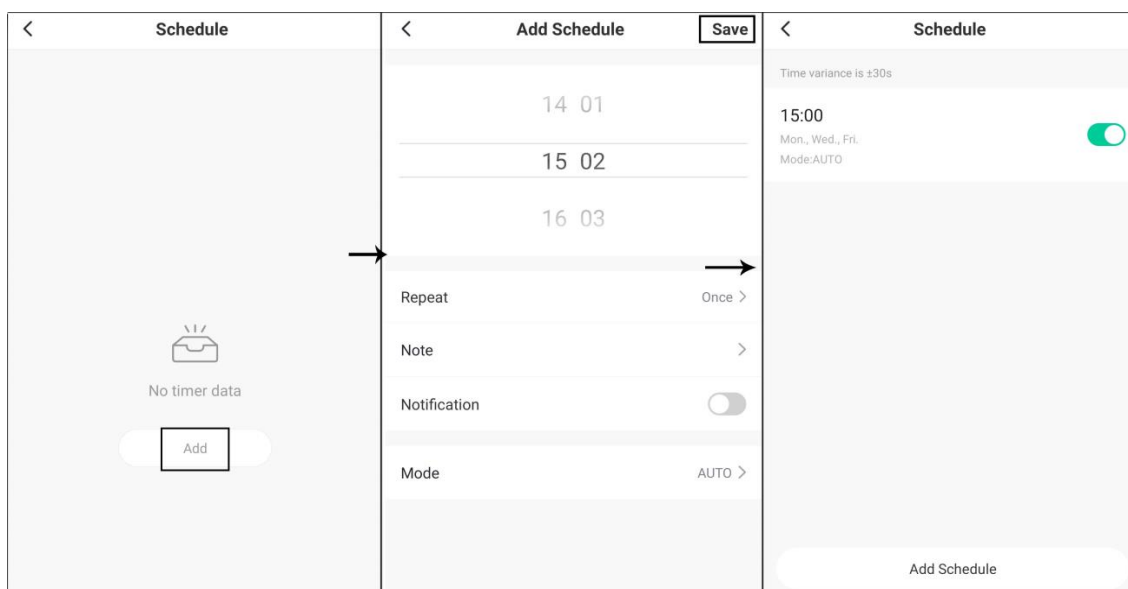 Schedule
No timer data
Add
Add Schedule
Save
14 01
15 02
16 03
Repeat
Once
Note
Notification
Mode
AUTO
Schedule
Time variance is ±30s
15:00
Mon., Wed., Fri.
Mode:AUTO
Add Schedule